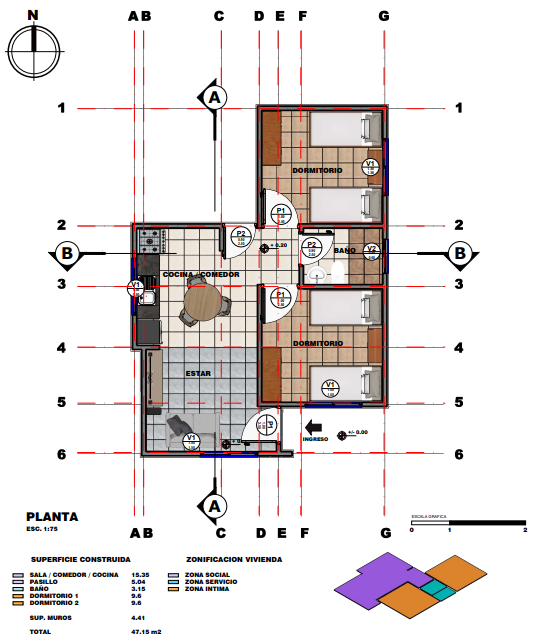 N
A B C D E F G
A
1 1
DORMITORIO
V1
P1
2 2
P2
+ 0.20
P2
BAÑO
V2
B B
COCINA / COMEDOR
3 3
V1
P1
DORMITORIO
4 4
ESTAR
V1
5 5
P1
V1
INGRESO
+/- 0.00
6 6
A
PLANTA
ESC. 1:75
A B C D E F G
ESCALA GRAFICA
0 1 2
SUPERFICIE CONSTRUIDA
SALA / COMEDOR / COCINA 15.35
PASILLO 5.04
BAÑO 3.15
DORMITORIO 1 9.6
DORMITORIO 2 9.6
SUP. MUROS 4.41
TOTAL 47.15 m2
ZONIFICACION VIVIENDA
ZONA SOCIAL
ZONA SERVICIO
ZONA INTIMA